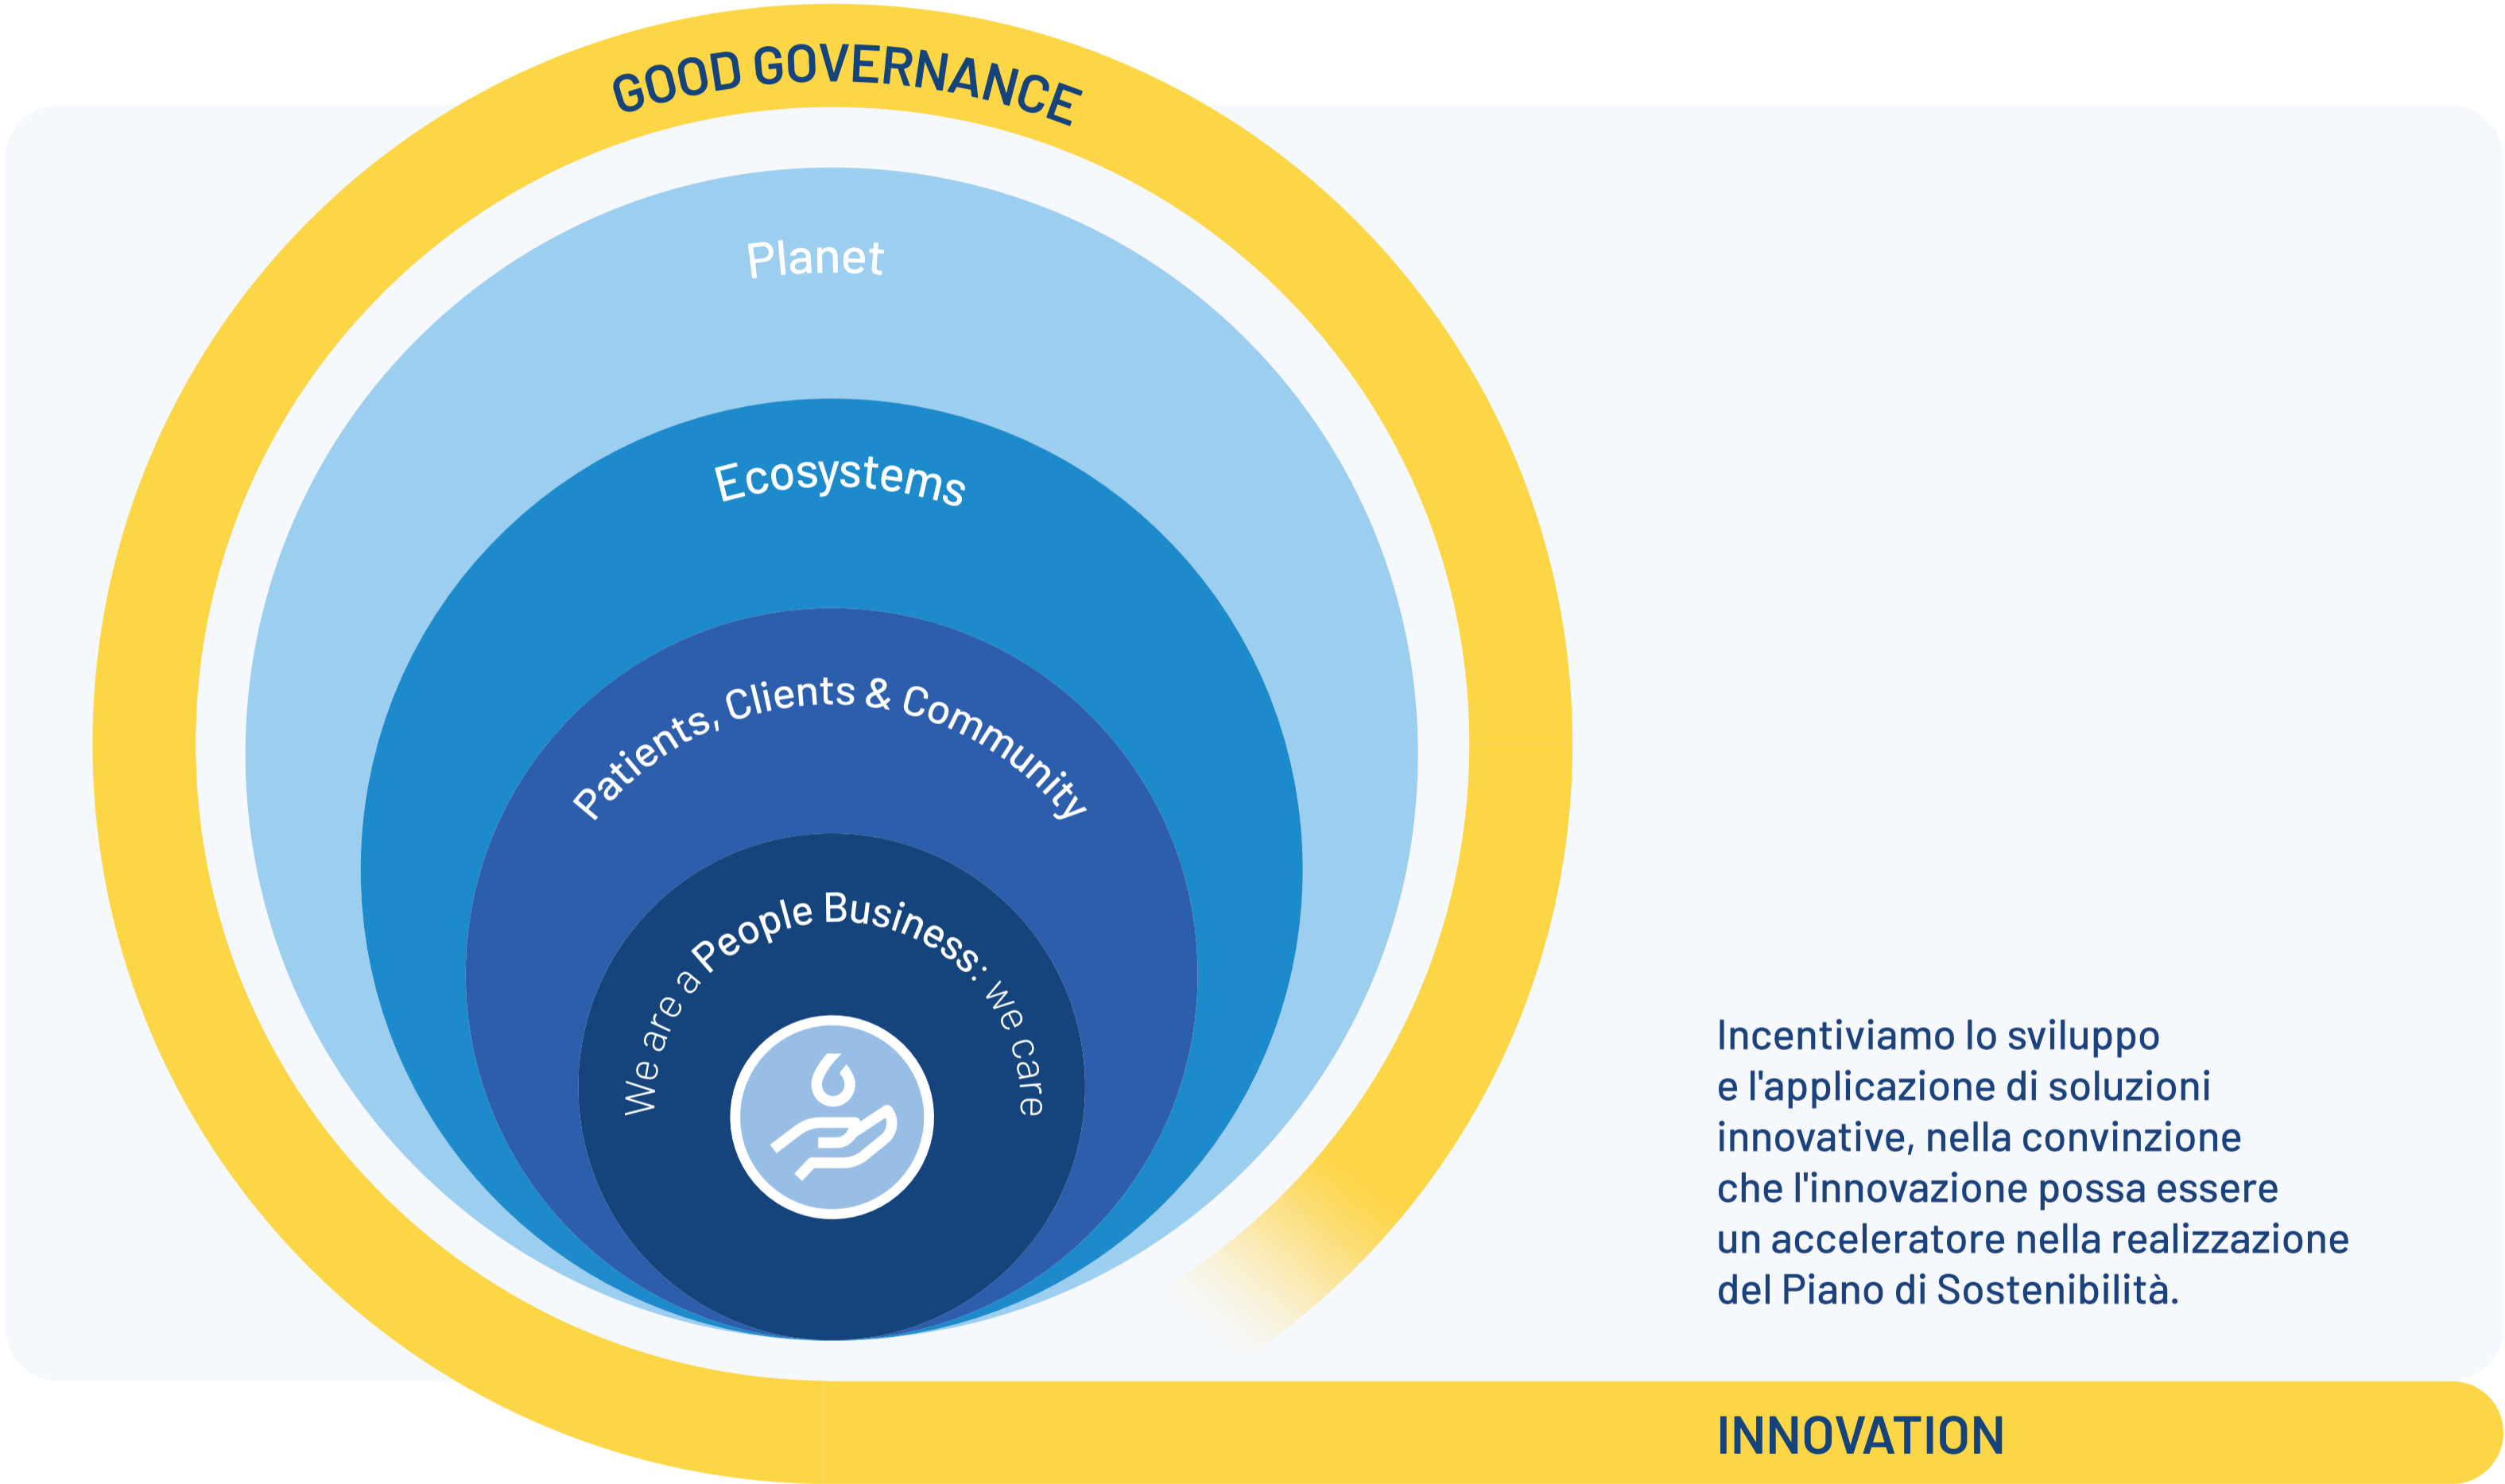 GOOD GOVERNANCE
Planet
Ecosystems
Patients, Clients & Community
We are a People Business: we care
Incentiviamo lo sviluppo
e l'applicazione di soluzioni
innovative, nella convinzione
che l'innovazione possa essere
un acceleratore nella realizzazione
del Piano di Sostenibilità.
INNOVATION